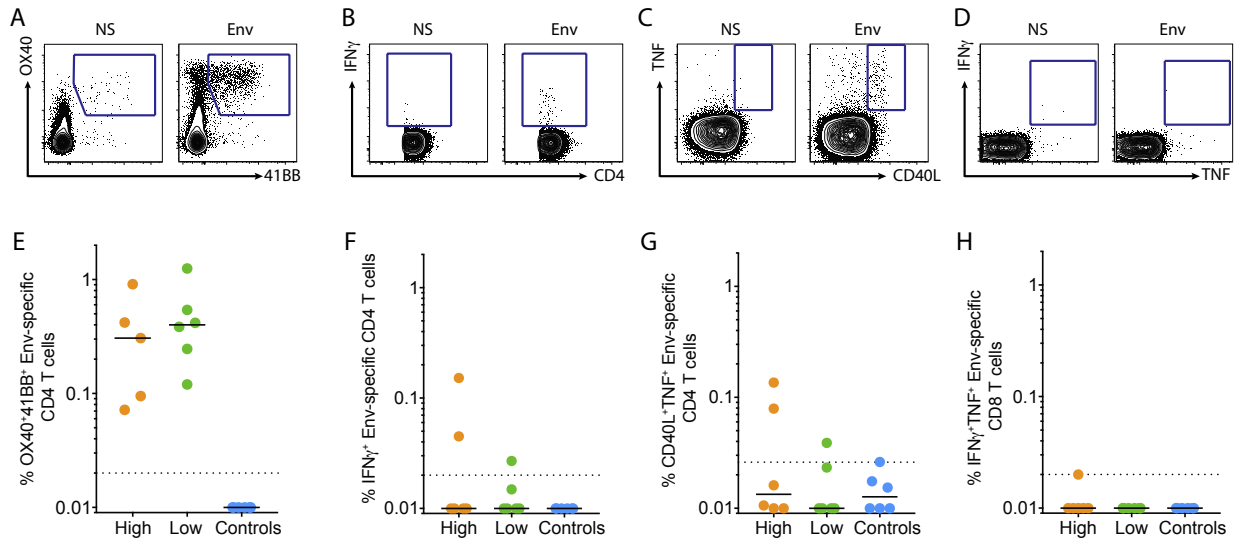 A
NS
Env
OX40
41BB
B
NS
Env
IFNγ
CD4
C
NS
Env
TNF
CD40L
D
NS
Env
IFNγ
TNF
E
% OX40⁺41BB⁺ Env-specific
CD4 T cells
1
0.1
0.01
High Low Controls
F
% IFNγ⁺ Env-specific CD4 T cells
1
0.1
0.01
High Low Controls
G
% CD40L⁺TNF⁺ Env-specific
CD4 T cells
1
0.1
0.01
High Low Controls
H
% IFNγ⁺TNF⁺ Env-specific
CD8 T cells
1
0.1
0.01
High Low Controls